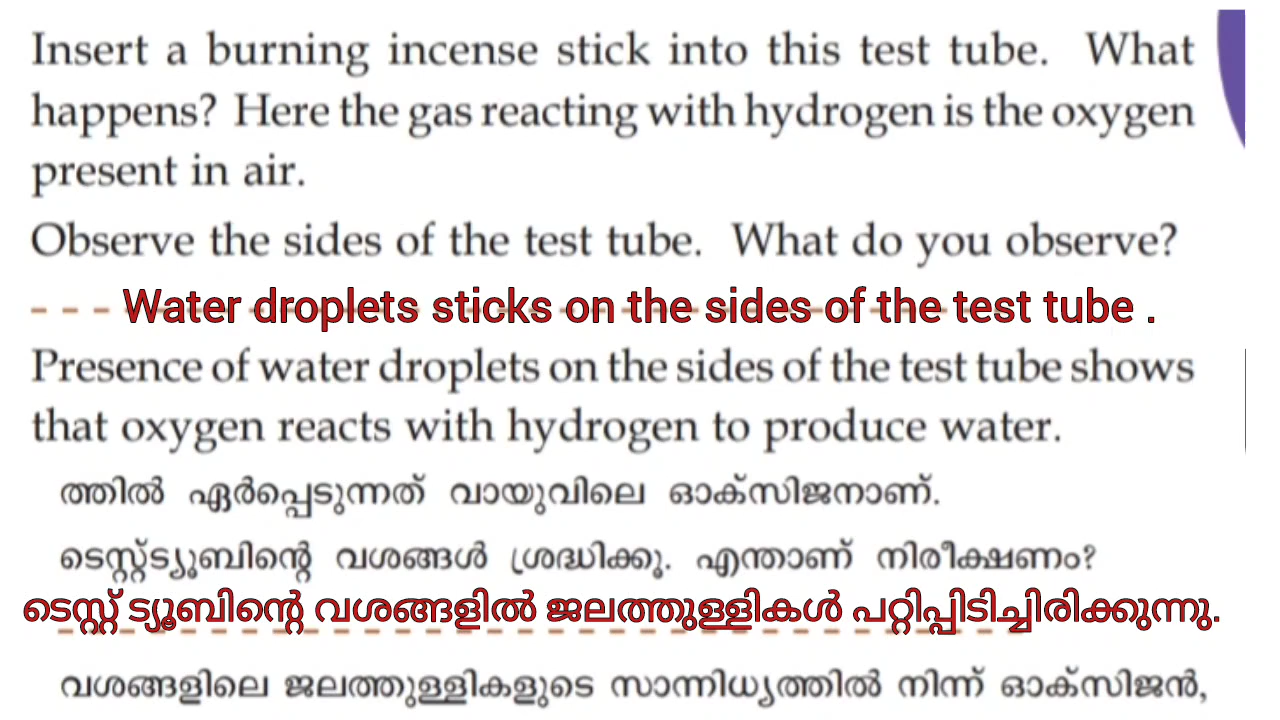 Insert a burning incense stick into this test tube. What
happens? Here the gas reacting with hydrogen is the oxygen
present in air.
Observe the sides of the test tube. What do you observe?
Water droplets sticks on the sides of the test tube .
Presence of water droplets on the sides of the test tube shows
that oxygen reacts with hydrogen to produce water.
ത്തിൽ ഏർപ്പെടുന്നത് വായുവിലെ ഓക്സിജനാണ്.
ടെസ്റ്റ്ട്യൂബിന്റെ വശങ്ങൾ ശ്രദ്ധിക്കൂ. എന്താണ് നിരീക്ഷണം?
ടെസ്റ്റ് ട്യൂബിന്റെ വശങ്ങളിൽ ജലത്തുള്ളികൾ പറ്റിപ്പിടിച്ചിരിക്കുന്നു.
വശങ്ങളിലെ ജലത്തുള്ളികളുടെ സാന്നിധ്യത്തിൽ നിന്ന് ഓക്സിജൻ,